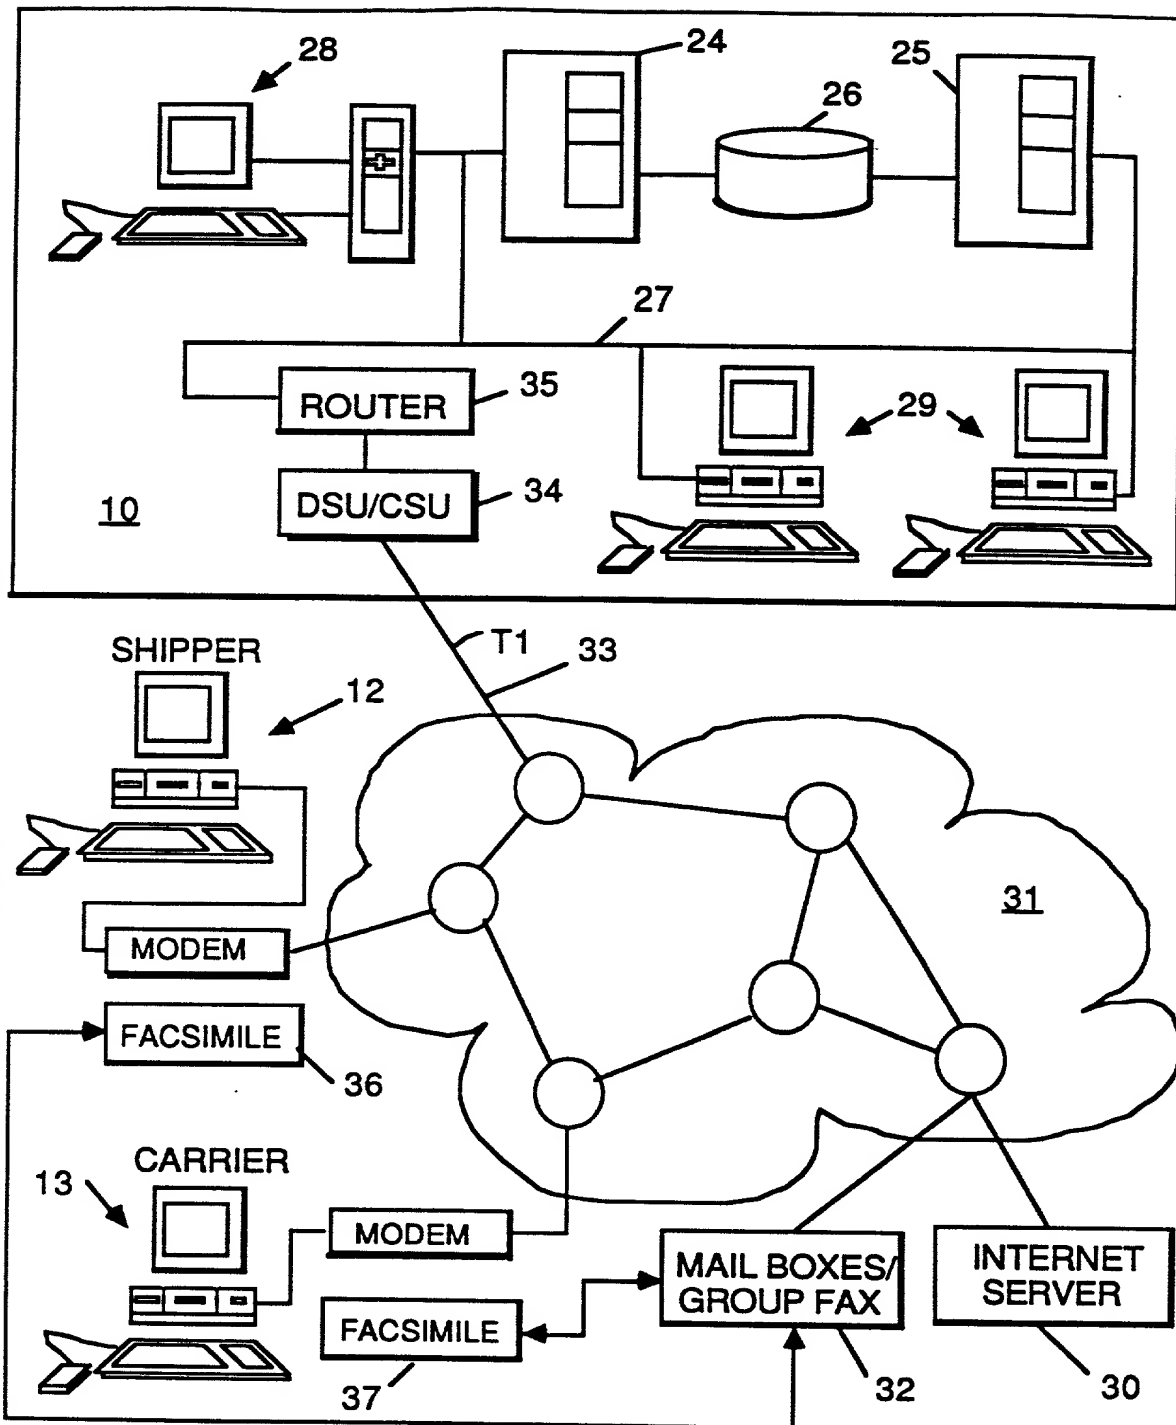 28
24
25
26
27
ROUTER
35
29
10
DSU/CSU
34
T1
33
SHIPPER
12
31
MODEM
FACSIMILE
36
CARRIER
13
MODEM
MAIL BOXES/
GROUP FAX
INTERNET
SERVER
FACSIMILE
37
32
30